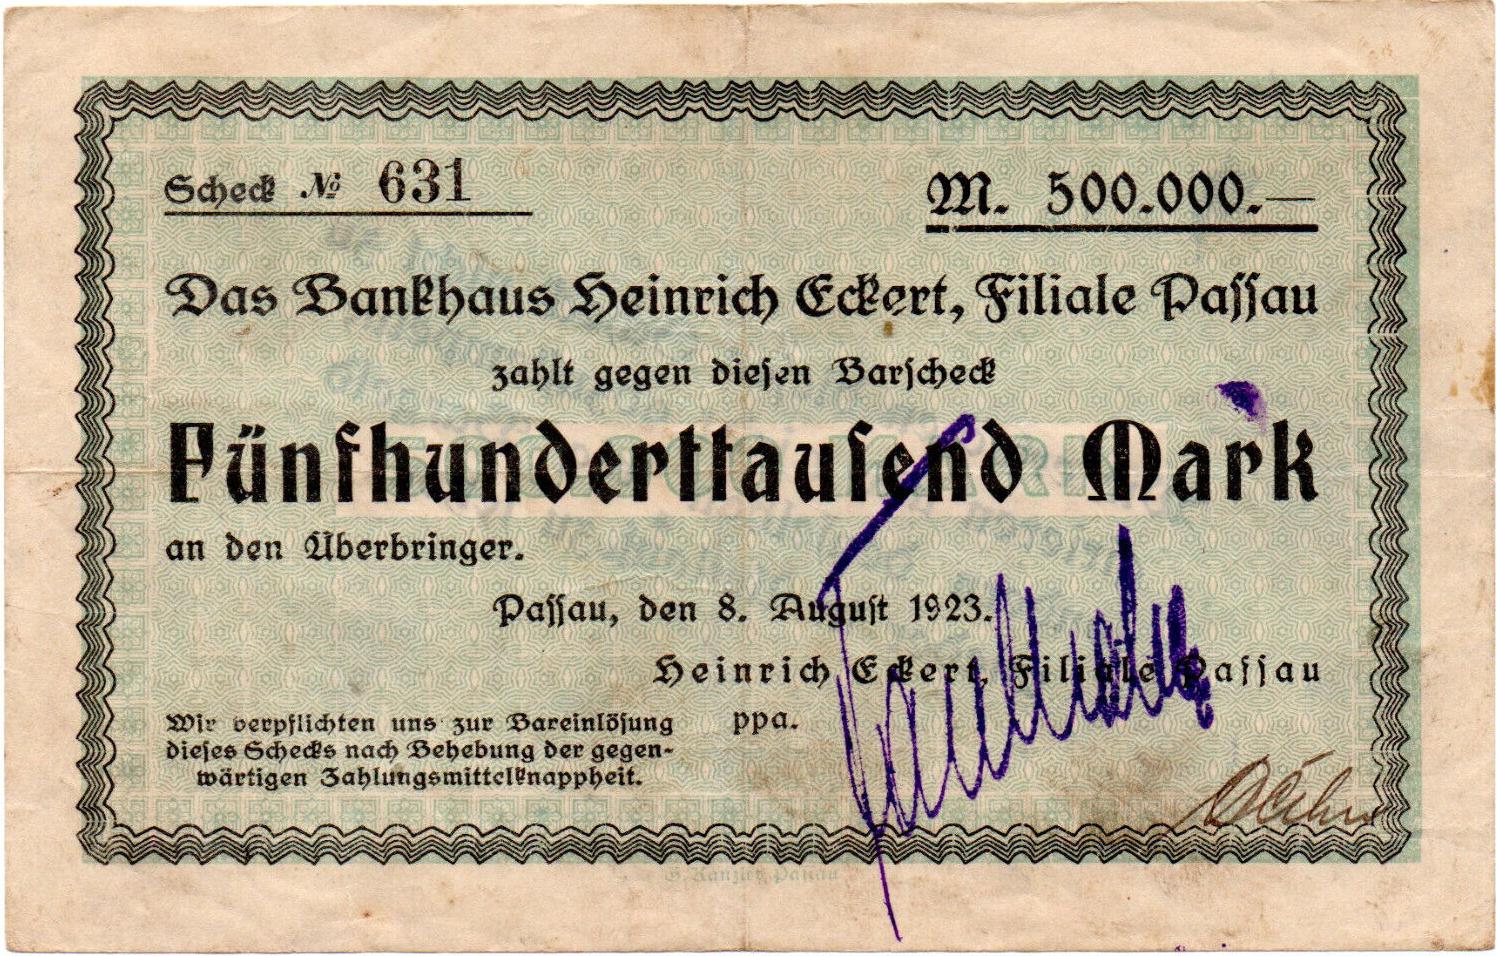 Scheck № 631
M. 500.000.—
Das Bankhaus Heinrich Eckert, Filiale Passau
zahlt gegen diesen Barscheck
Fünfhunderttausend Mark
an den Überbringer.
Passau, den 8. August 1923.
Heinrich Eckert, Filiale Passau
ppa.
Wir verpflichten uns zur Bareinlösung
dieses Schecks nach Behebung der gegen-
wärtigen Zahlungsmittelknappheit.
G. Kanzler, Passau